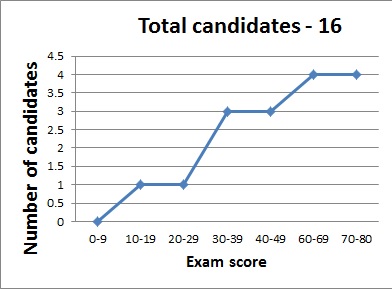 Total candidates - 16
Number of candidates
4.5
4
3.5
3
2.5
2
1.5
1
0.5
0
0-9 10-19 20-29 30-39 40-49 60-69 70-80
Exam score